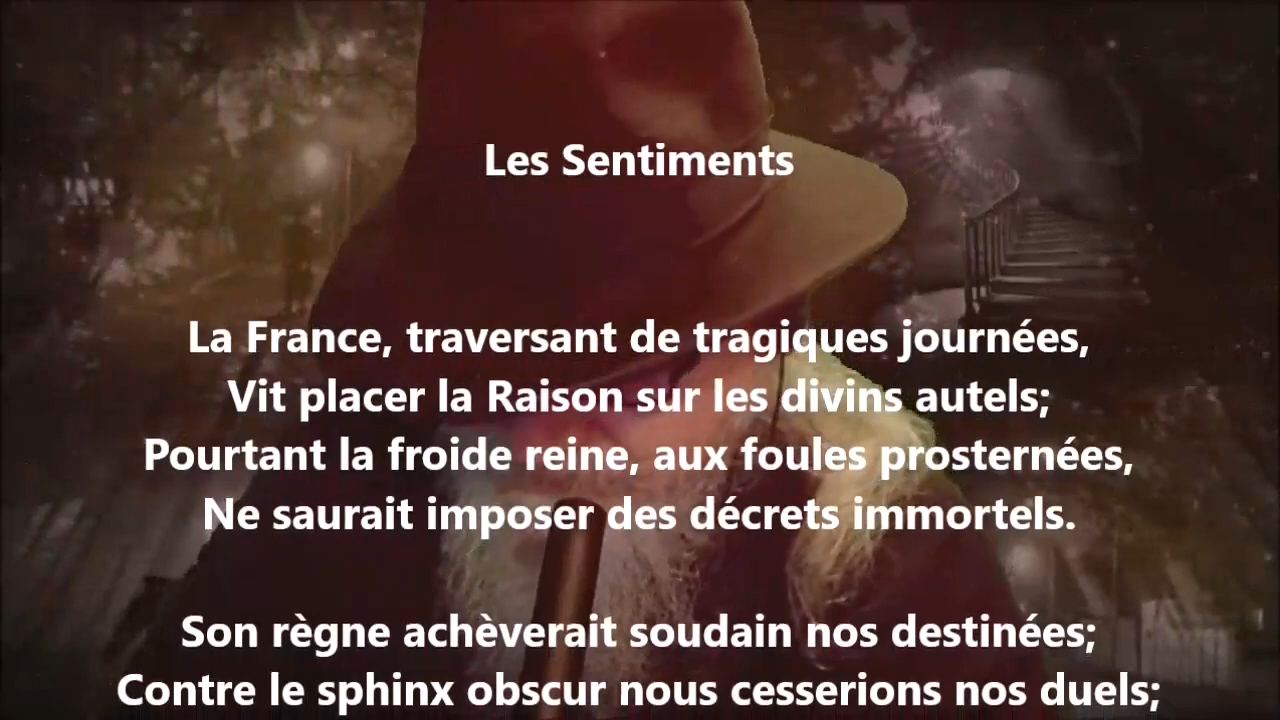 Les Sentiments
La France, traversant de tragiques journées,
Vit placer la Raison sur les divins autels;
Pourtant la froide reine, aux foules prosternées,
Ne saurait imposer des décrets immortels.
Son règne achèverait soudain nos destinées;
Contre le sphinx obscur nous cesserions nos duels;